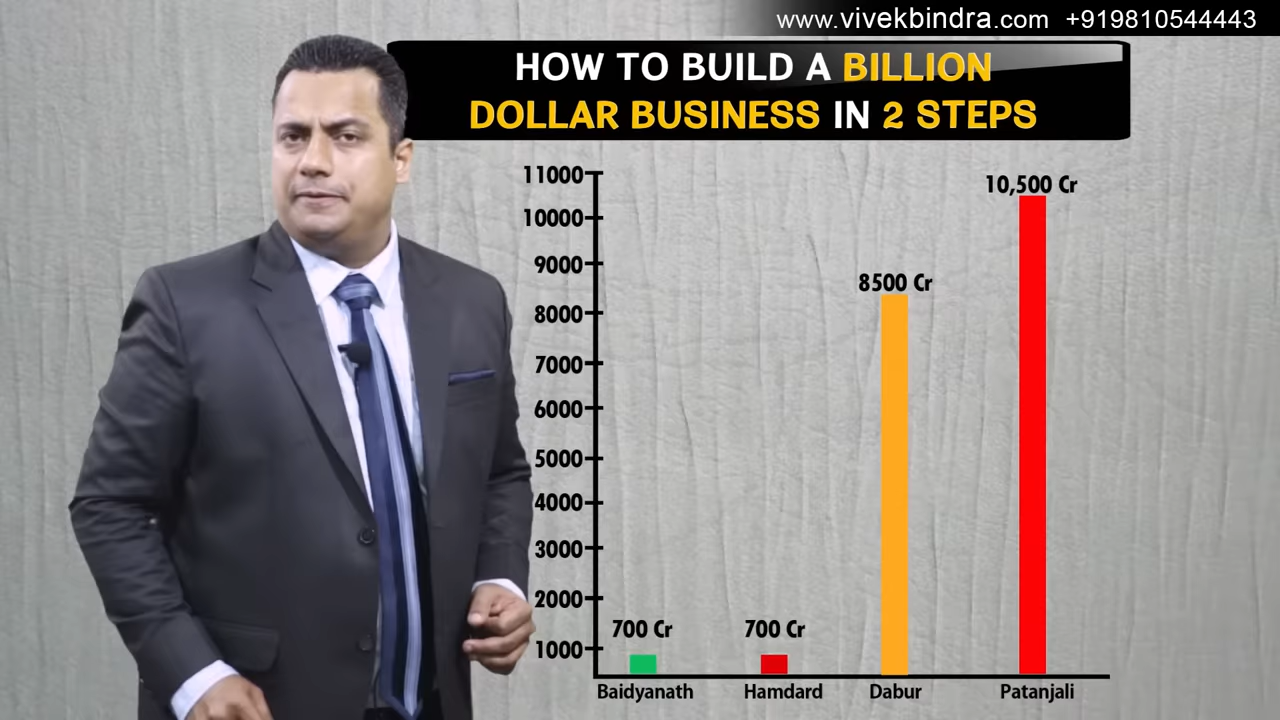 www.vivekbindra.com +919810544443
HOW TO BUILD A BILLION
DOLLAR BUSINESS IN 2 STEPS
11000
10000
9000
8000
7000
6000
5000
4000
3000
2000
1000
700 Cr
700 Cr
8500 Cr
10,500 Cr
Baidyanath
Hamdard
Dabur
Patanjali